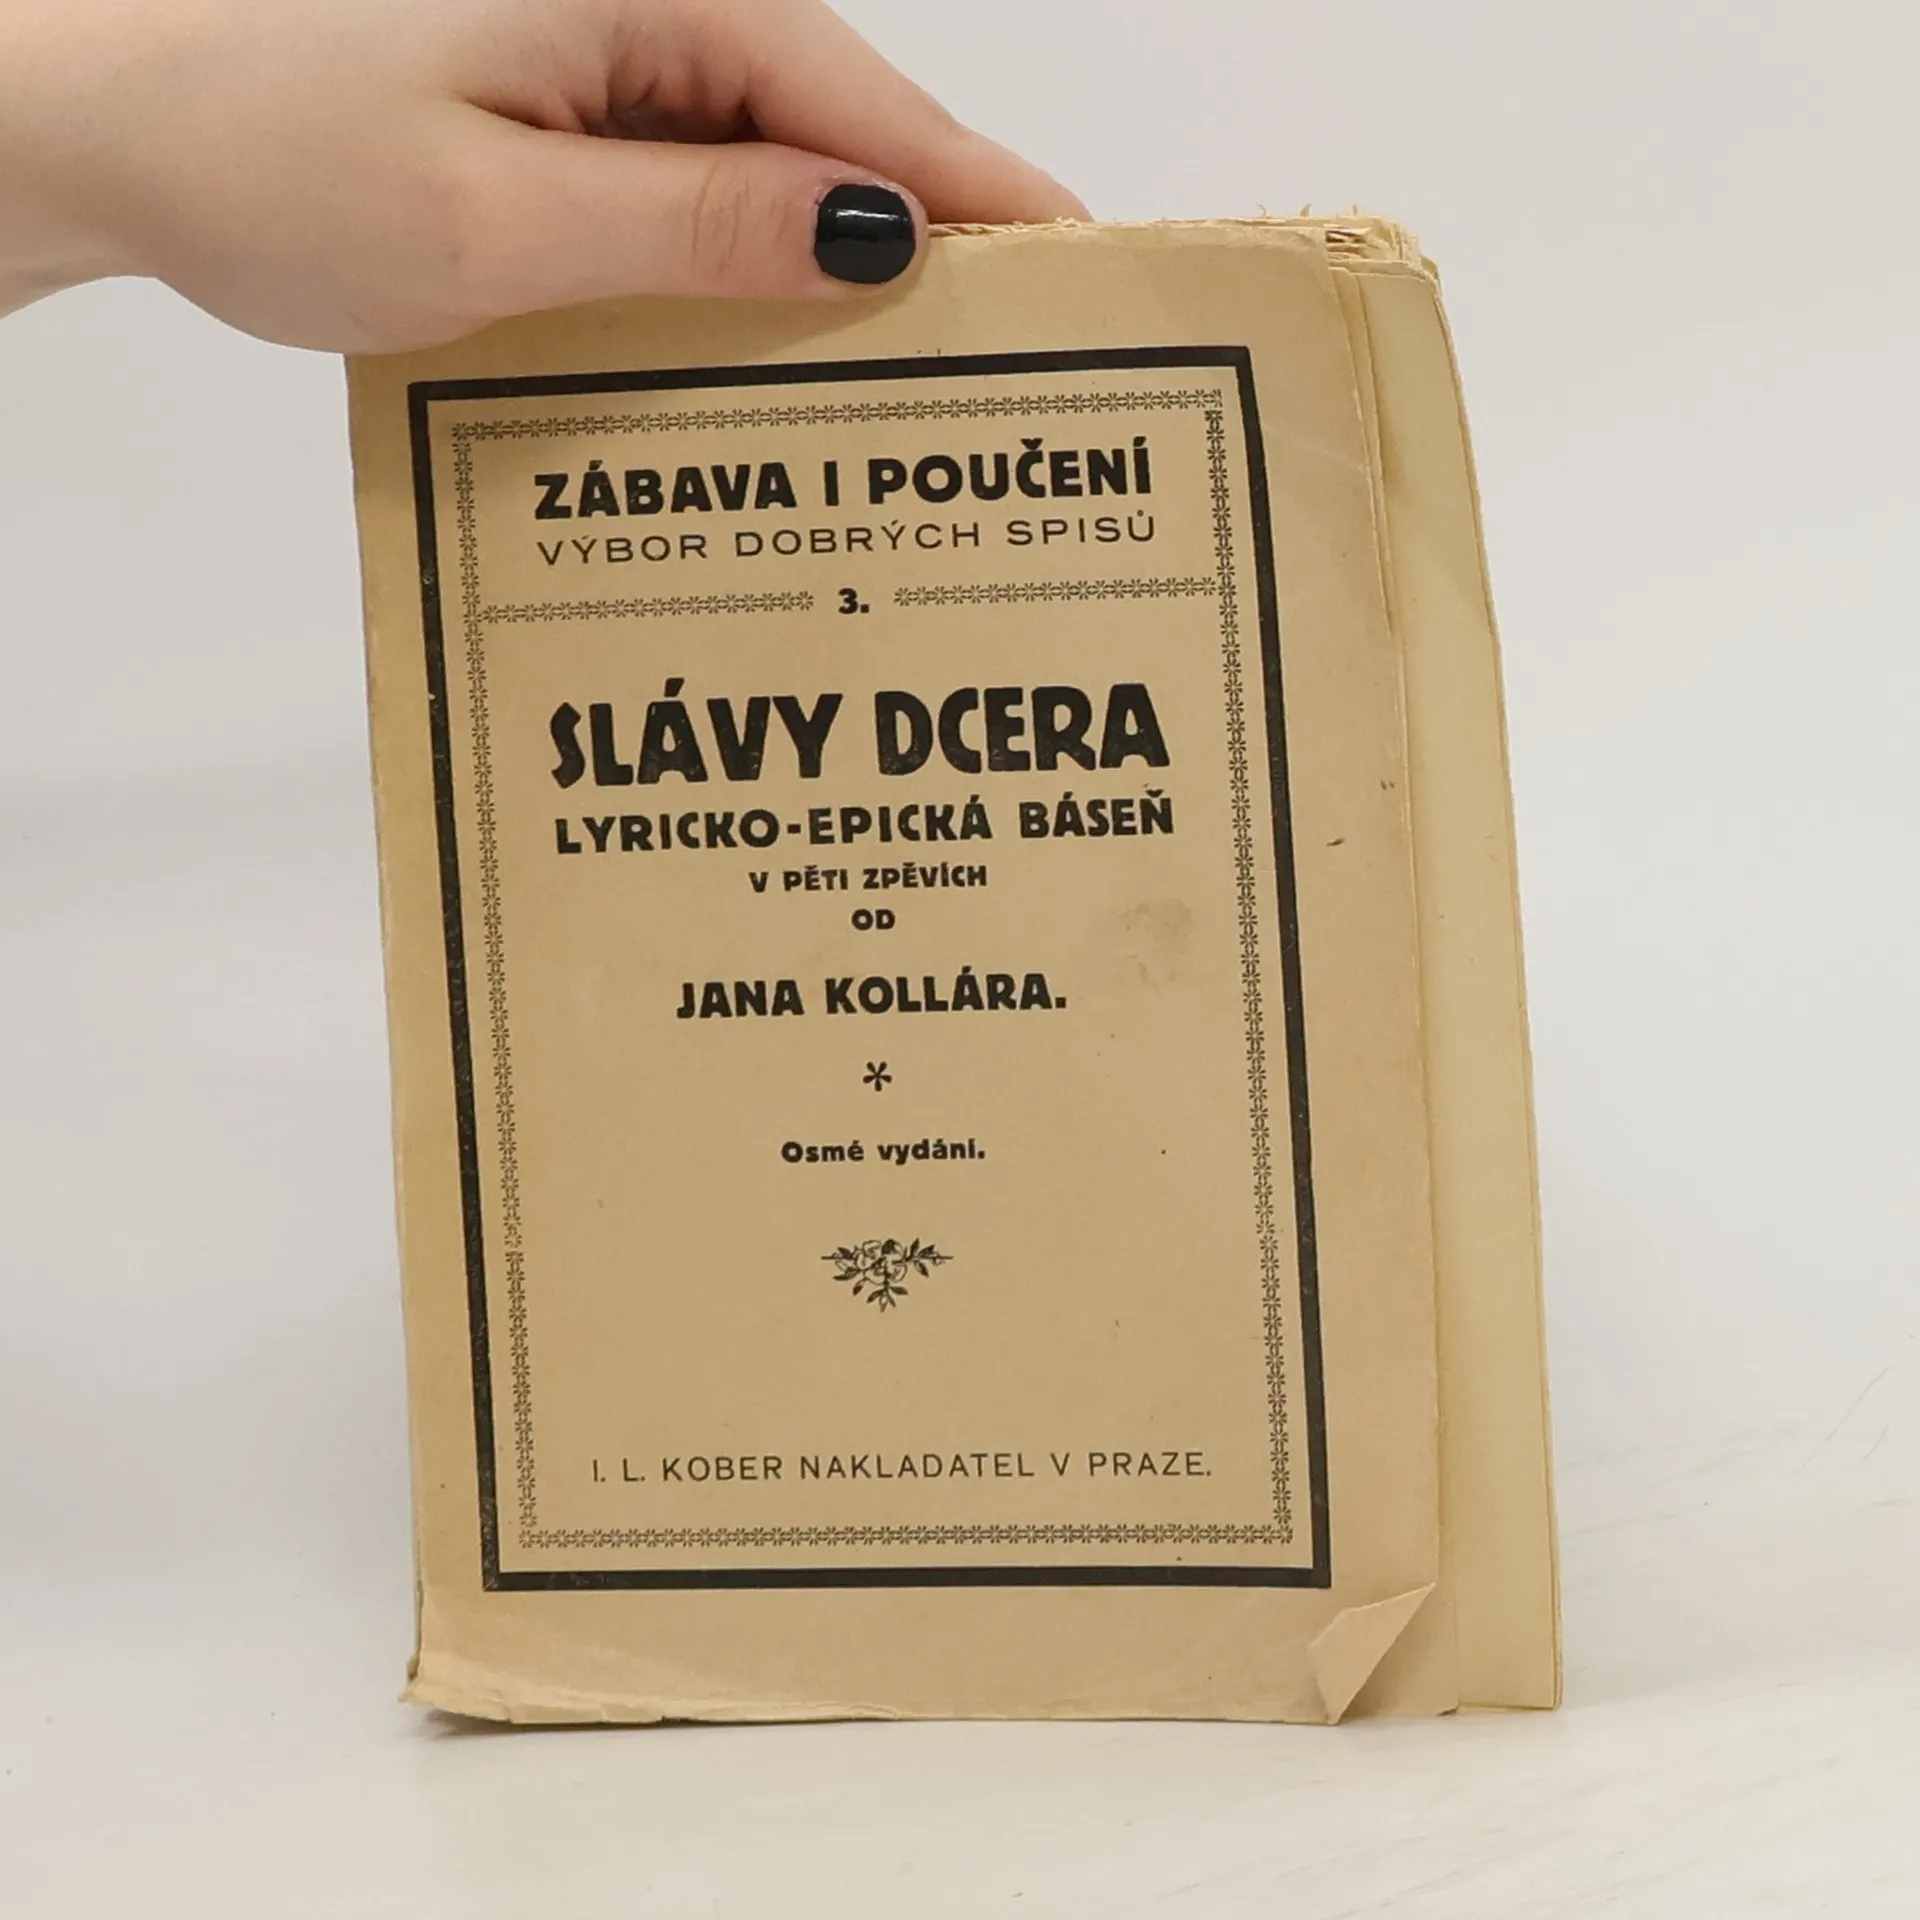 ZÁBAVA I POUČENÍ
VÝBOR DOBRÝCH SPISŮ
3.
SLÁVY DCERA
LYRICKO-EPICKÁ BÁSEŇ
V PĚTI ZPĚVÍCH
OD
JANA KOLLÁRA.
*
Osmé vydání.
I. L. KOBER NAKLADATEL V PRAZE.